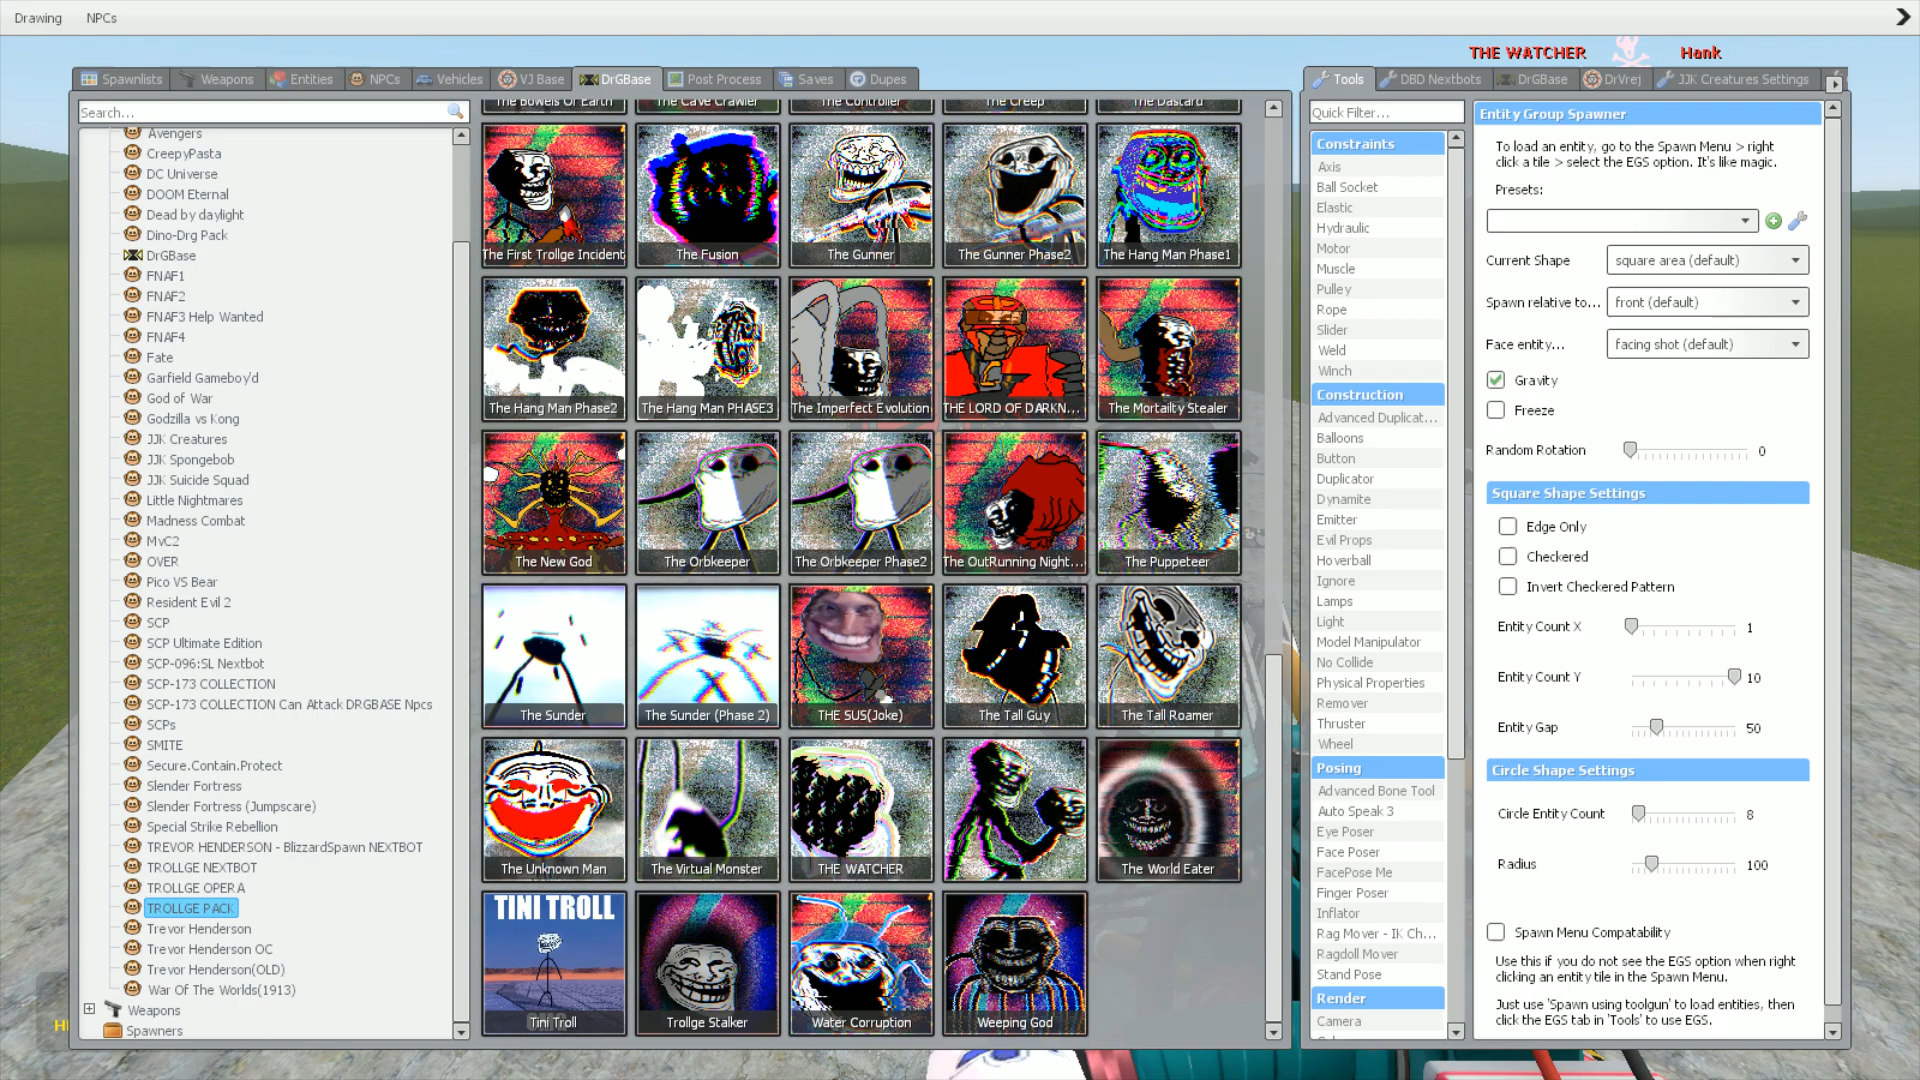 Drawing NPCs
THE WATCHER Hank
Spawnlists Weapons Entities NPCs Vehicles VJ Base DrGBase Post Process Saves Dupes
Tools DBD Nextbots DrGBase DrVrej JJK Creatures Settings
Search...
Avengers
CreepyPasta
DC Universe
DOOM Eternal
Dead by daylight
Dino-Drg Pack
DrGBase
FNAF1
FNAF2
FNAF3 Help Wanted
FNAF4
Fate
Garfield Gameboy'd
God of War
Godzilla vs Kong
JJK Creatures
JJK Spongebob
JJK Suicide Squad
Little Nightmares
Madness Combat
MvC2
OVER
Pico VS Bear
Resident Evil 2
SCP
SCP Ultimate Edition
SCP-096:SL Nextbot
SCP-173 COLLECTION
SCP-173 COLLECTION Can Attack DRGBASE Npcs
SCPs
SMITE
Secure.Contain.Protect
Slender Fortress
Slender Fortress (Jumpscare)
Special Strike Rebellion
TREVOR HENDERSON - BlizzardSpawn NEXTBOT
TROLLGE NEXTBOT
TROLLGE OPERA
TROLLGE PACK
Trevor Henderson
Trevor Henderson OC
Trevor Henderson(OLD)
War Of The Worlds(1913)
Weapons
Spawners
The Bowels Of Earth The Cave Crawler The Controller The Creep The Dastard
The First Trollge Incident The Fusion The Gunner The Gunner Phase2 The Hang Man Phase1
The Hang Man Phase2 The Hang Man PHASE3 The Imperfect Evolution THE LORD OF DARKN... The Mortailty Stealer
The New God The Orbkeeper The Orbkeeper Phase2 The OutRunning Night... The Puppeteer
The Sunder The Sunder (Phase 2) THE SUS(Joke) The Tall Guy The Tall Roamer
The Unknown Man The Virtual Monster THE WATCHER The World Eater
TINI TROLL
Tini Troll Trollge Stalker Water Corruption Weeping God
Quick Filter...
Constraints
Axis
Ball Socket
Elastic
Hydraulic
Motor
Muscle
Pulley
Rope
Slider
Weld
Winch
Construction
Advanced Duplicat...
Balloons
Button
Duplicator
Dynamite
Emitter
Evil Props
Hoverball
Ignore
Lamps
Light
Model Manipulator
No Collide
Physical Properties
Remover
Thruster
Wheel
Posing
Advanced Bone Tool
Auto Speak 3
Eye Poser
Face Poser
FacePose Me
Finger Poser
Inflator
Rag Mover - IK Ch...
Ragdoll Mover
Stand Pose
Render
Camera
Entity Group Spawner
To load an entity, go to the Spawn Menu > right
click a tile > select the EGS option. It's like magic.
Presets:
Current Shape square area (default)
Spawn relative to... front (default)
Face entity... facing shot (default)
Gravity
Freeze
Random Rotation 0
Square Shape Settings
Edge Only
Checkered
Invert Checkered Pattern
Entity Count X 1
Entity Count Y 10
Entity Gap 50
Circle Shape Settings
Circle Entity Count 8
Radius 100
Spawn Menu Compatability
Use this if you do not see the EGS option when right
clicking an entity tile in the Spawn Menu.
Just use 'Spawn using toolgun' to load entities, then
click the EGS tab in 'Tools' to use EGS.